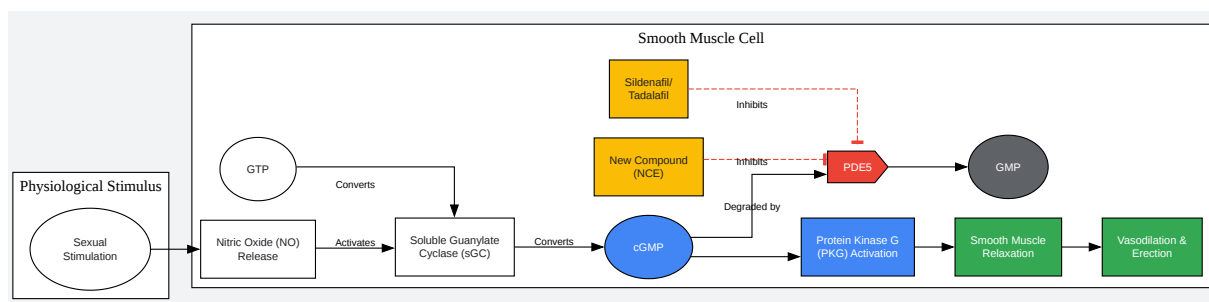 Smooth Muscle Cell
Sildenafil/
Tadalafil
Inhibits
New Compound
(NCE)
Inhibits
PDE5
GMP
GTP
Converts
Degraded by
Physiological Stimulus
Sexual
Stimulation
Nitric Oxide (NO)
Release
Activates
Soluble Guanylate
Cyclase (sGC)
Converts
cGMP
Protein Kinase G
(PKG) Activation
Smooth Muscle
Relaxation
Vasodilation &
Erection